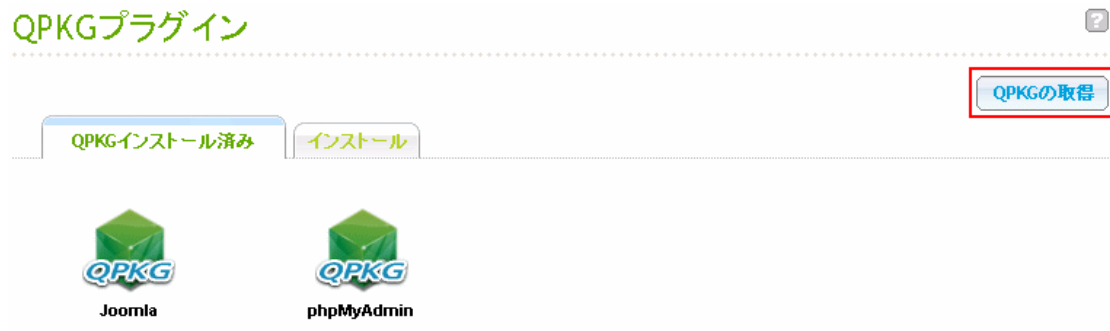 QPKGプラグイン
?
QPKGの取得
QPKGインストール済み
インストール
QPKG
QPKG
Joomla
phpMyAdmin